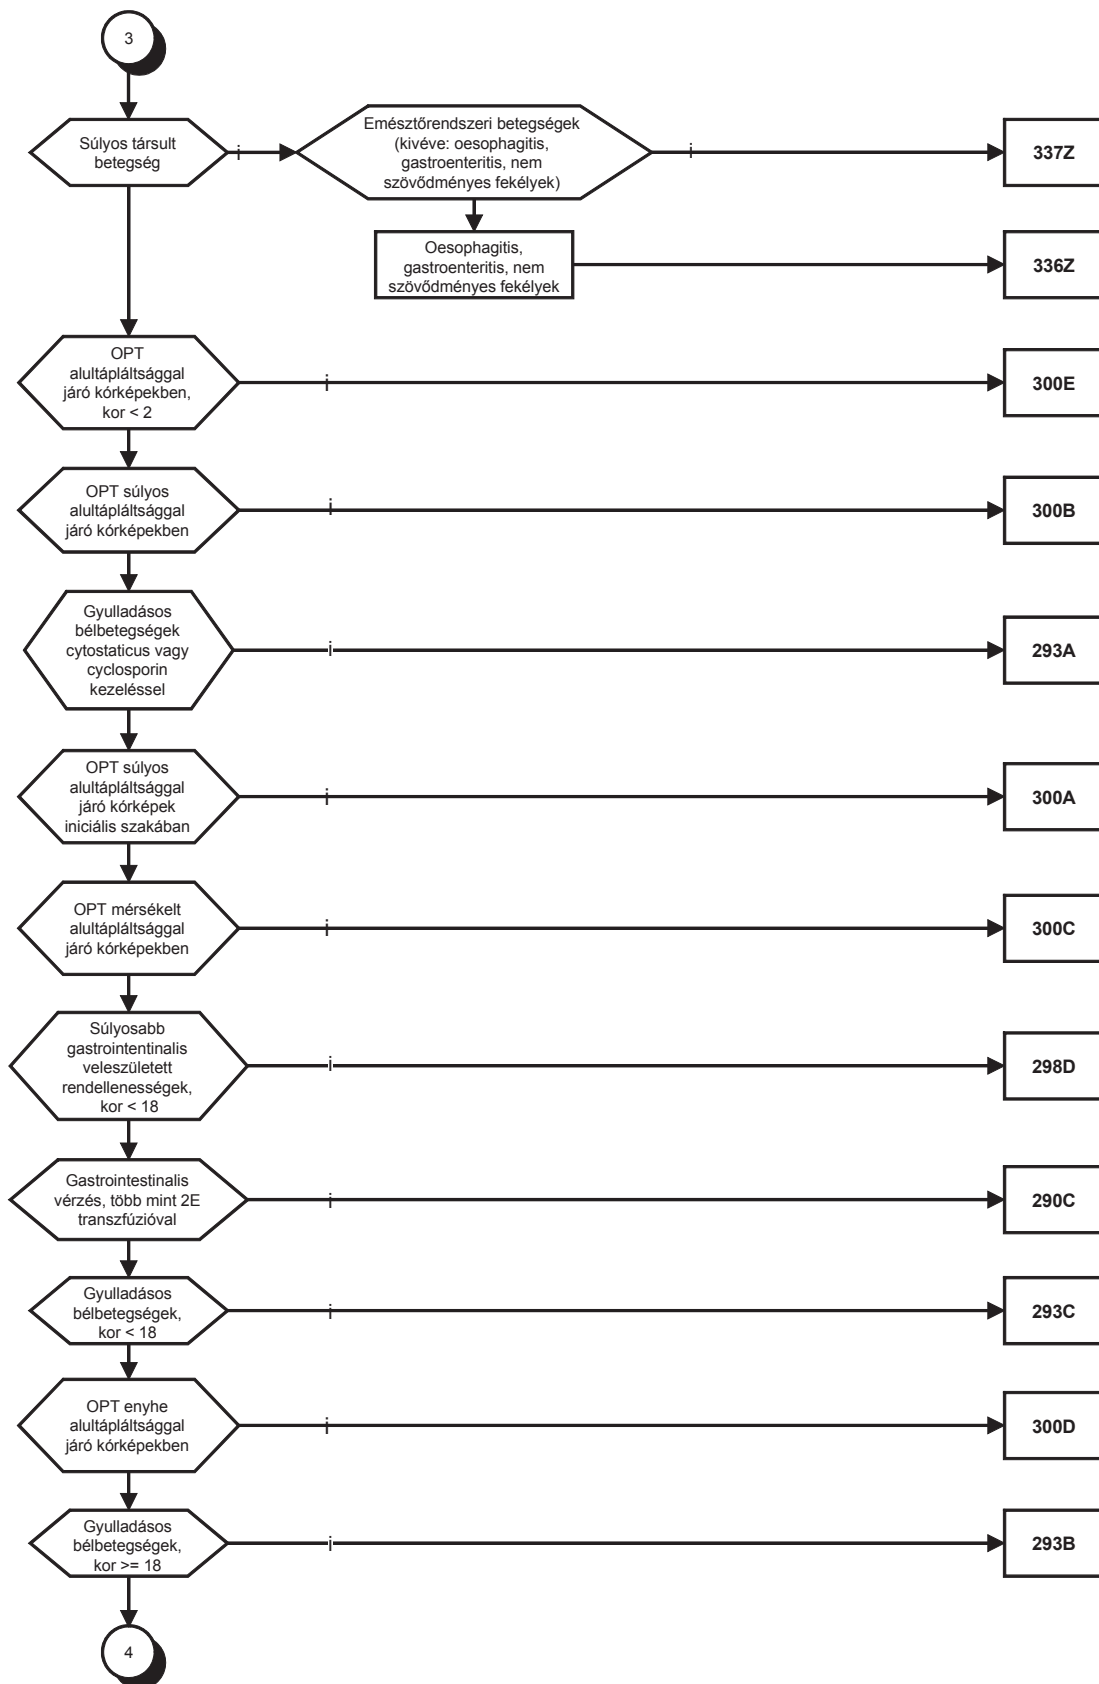 3
Súlyos társult
betegség
i
Emésztőrendszeri betegségek
(kivéve: oesophagitis,
gastroenteritis, nem
szövődményes fekélyek)
i
337Z
Oesophagitis,
gastroenteritis, nem
szövődményes fekélyek
336Z
OPT
alultápláltsággal
járó kórképekben,
kor < 2
i
300E
OPT súlyos
alultápláltsággal
járó kórképekben
i
300B
Gyulladásos
bélbetegségek
cytostaticus vagy
cyclosporin
kezeléssel
i
293A
OPT súlyos
alultápláltsággal
járó kórképek
iniciális szakában
i
300A
OPT mérsékelt
alultápláltsággal
járó kórképekben
i
300C
Súlyosabb
gastrointentinalis
veleszületett
rendellenességek,
kor < 18
i
298D
Gastrointestinalis
vérzés, több mint 2E
transzfúzióval
i
290C
Gyulladásos
bélbetegségek,
kor < 18
i
293C
OPT enyhe
alultápláltsággal
járó kórképekben
i
300D
Gyulladásos
bélbetegségek,
kor >= 18
i
293B
4